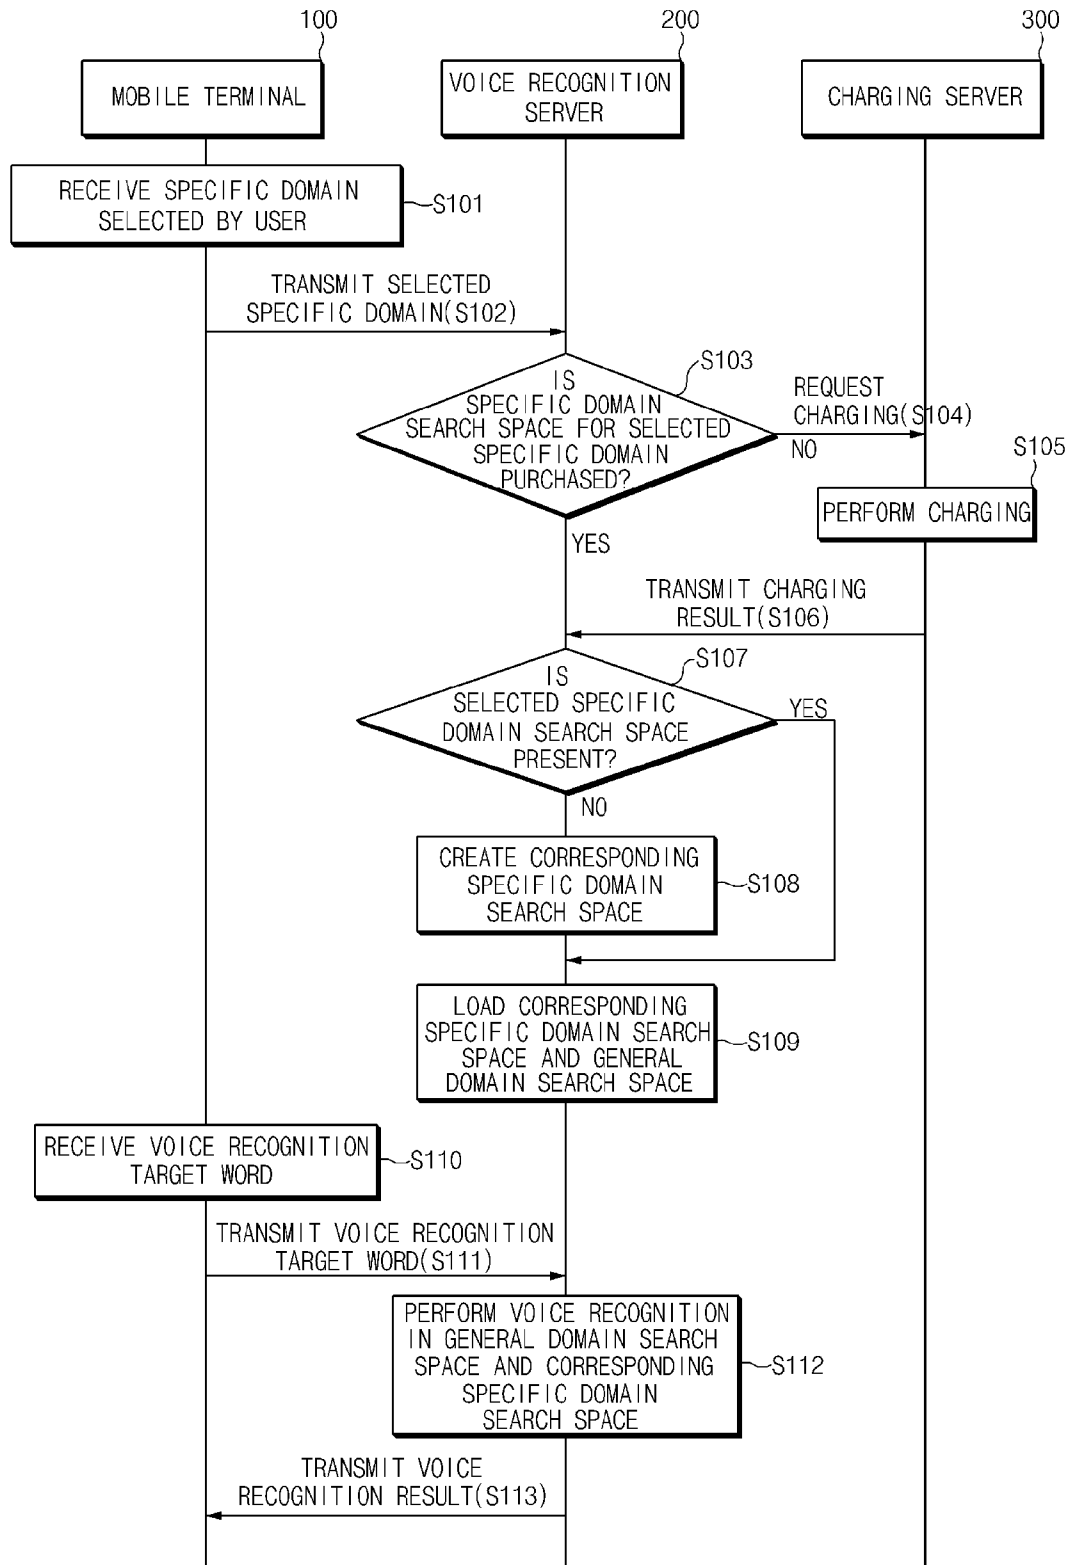 100
200
300
MOBILE TERMINAL
VOICE RECOGNITION
SERVER
CHARGING SERVER
RECEIVE SPECIFIC DOMAIN
SELECTED BY USER
S101
TRANSMIT SELECTED
SPECIFIC DOMAIN(S102)
S103
IS
SPECIFIC DOMAIN
SEARCH SPACE FOR SELECTED
SPECIFIC DOMAIN
PURCHASED?
REQUEST
CHARGING(S104)
NO
S105
PERFORM CHARGING
YES
TRANSMIT CHARGING
RESULT(S106)
S107
IS
SELECTED SPECIFIC
DOMAIN SEARCH SPACE
PRESENT?
YES
NO
CREATE CORRESPONDING
SPECIFIC DOMAIN
SEARCH SPACE
S108
LOAD CORRESPONDING
SPECIFIC DOMAIN SEARCH
SPACE AND GENERAL
DOMAIN SEARCH SPACE
S109
RECEIVE VOICE RECOGNITION
TARGET WORD
S110
TRANSMIT VOICE RECOGNITION
TARGET WORD(S111)
PERFORM VOICE RECOGNITION
IN GENERAL DOMAIN SEARCH
SPACE AND CORRESPONDING
SPECIFIC DOMAIN
SEARCH SPACE
S112
TRANSMIT VOICE
RECOGNITION RESULT(S113)